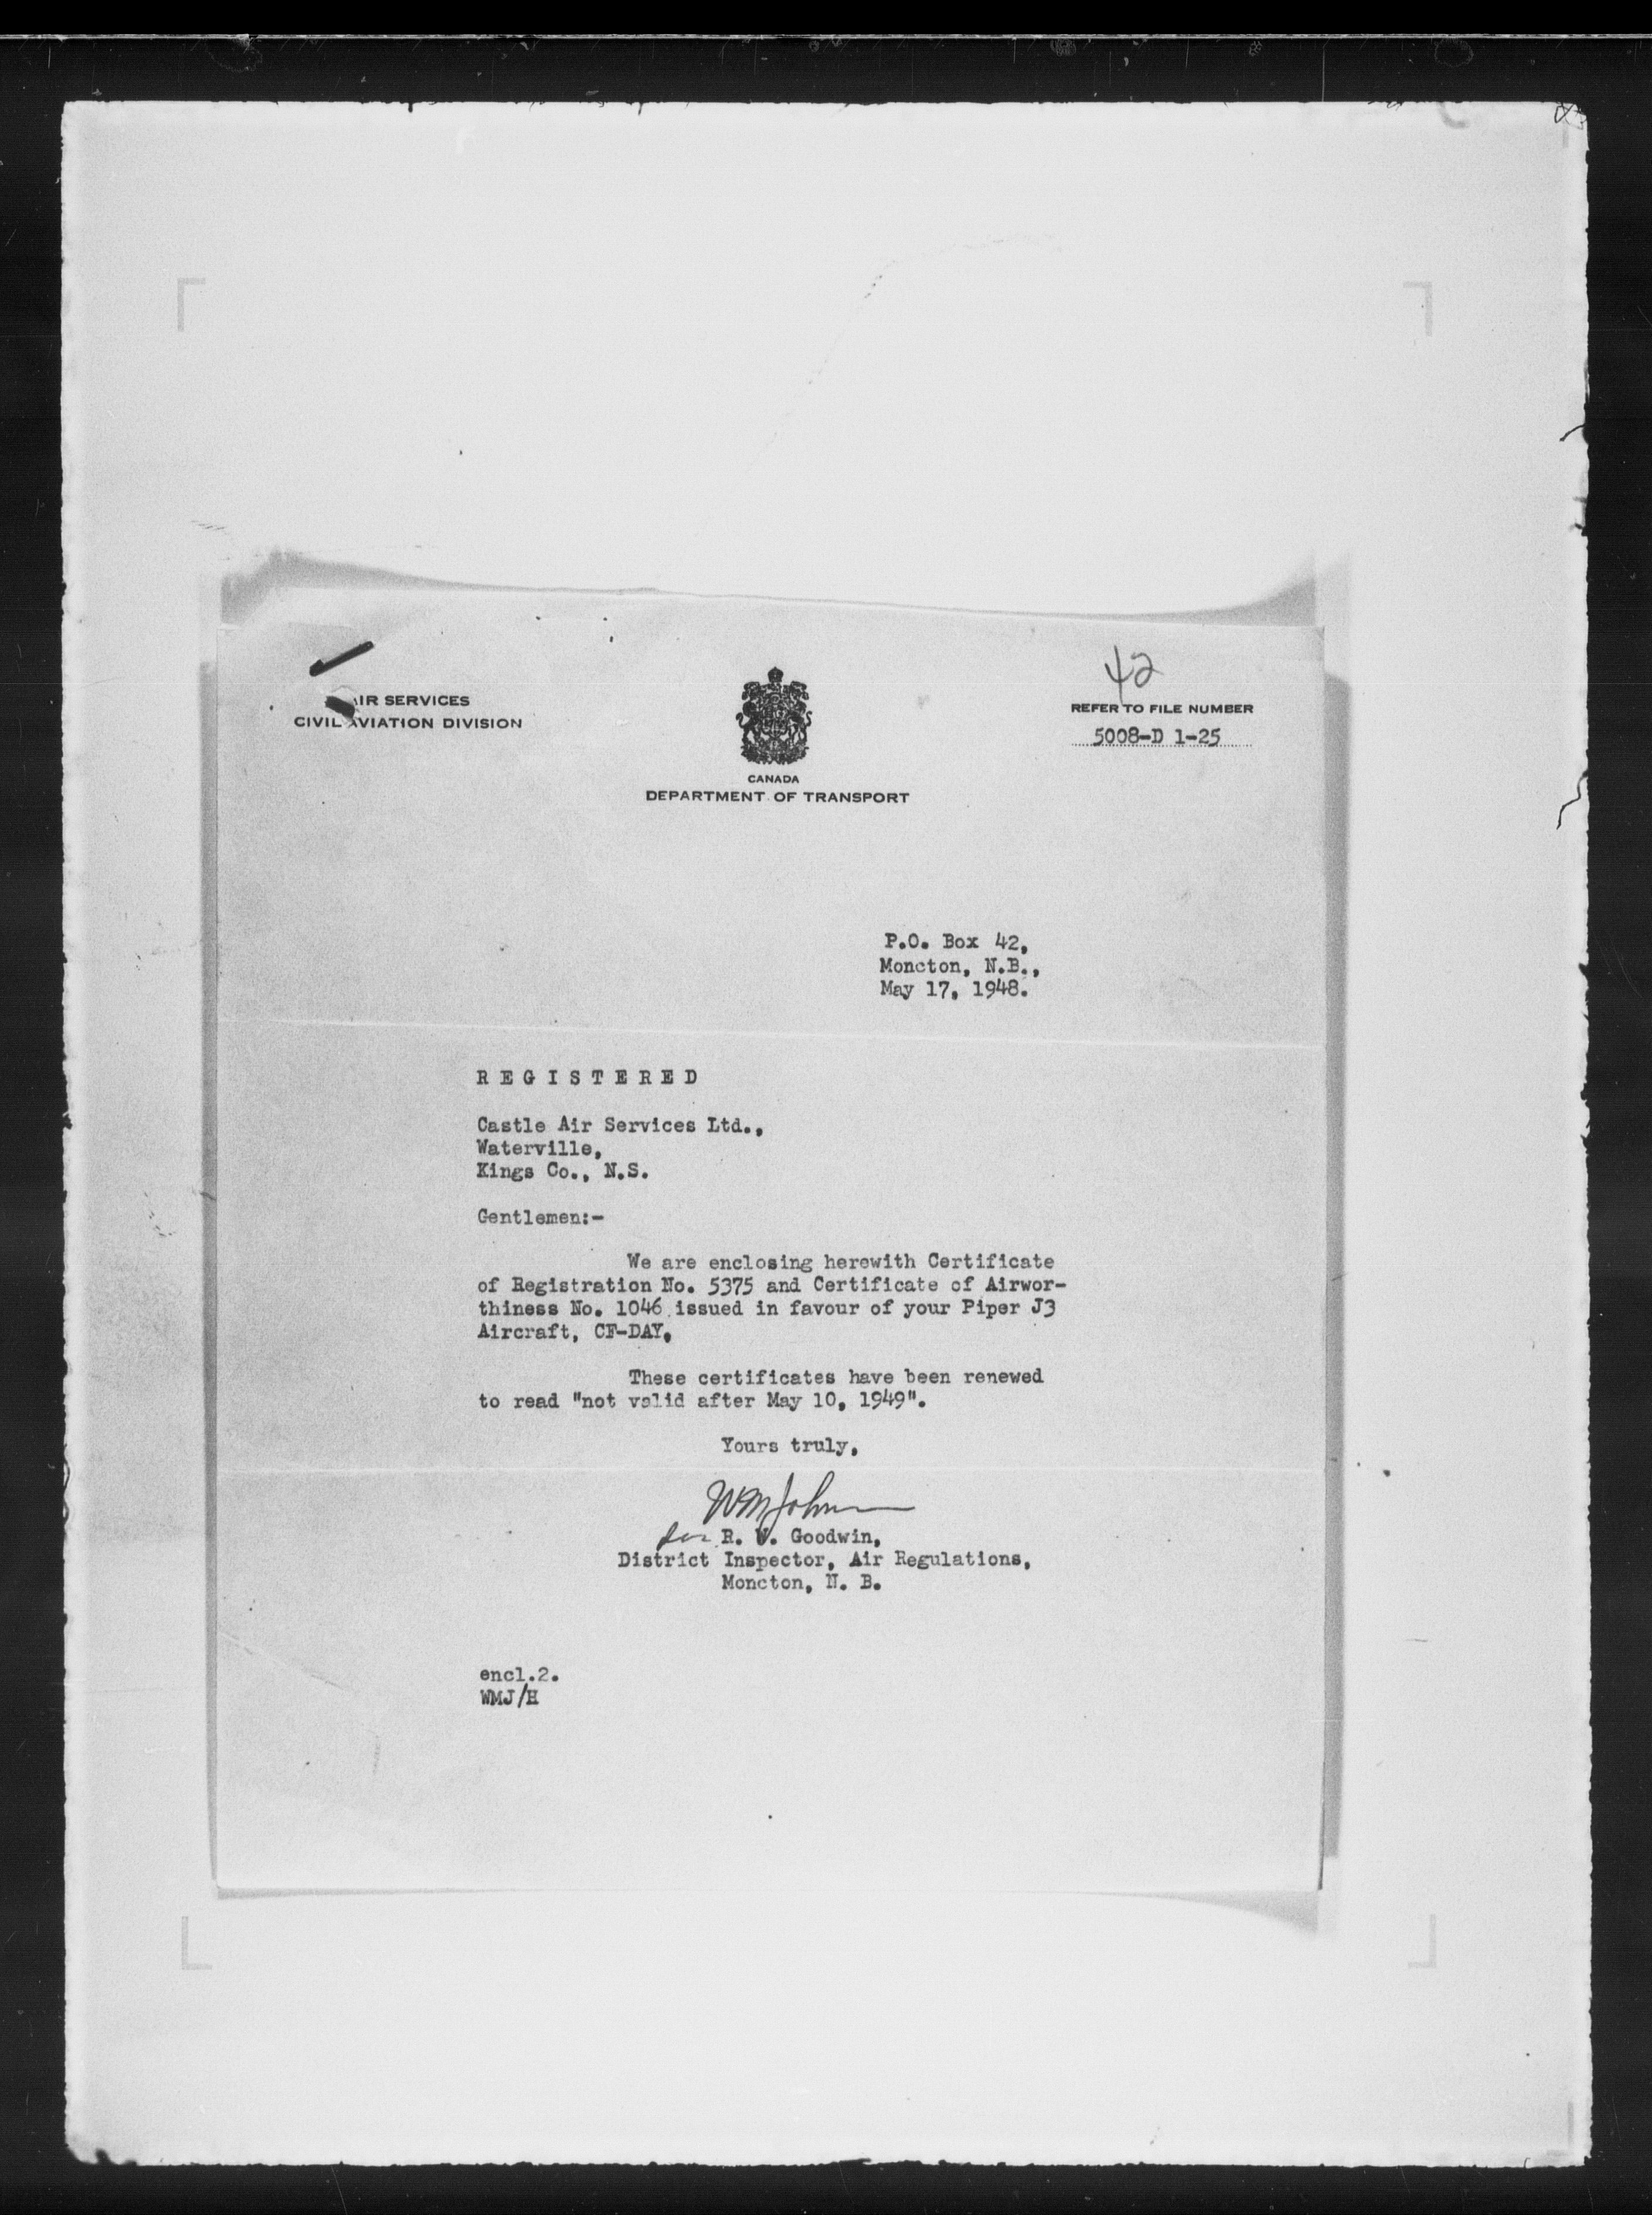 42
AIR SERVICES
CIVIL AVIATION DIVISION
REFER TO FILE NUMBER
5008-D 1-25
CANADA
DEPARTMENT OF TRANSPORT
P.O. Box 42,
Moncton, N.B.,
May 17, 1948.
R E G I S T E R E D
Castle Air Services Ltd.,
Waterville,
Kings Co., N.S.
Gentlemen:-
We are enclosing herewith Certificate
of Registration No. 5375 and Certificate of Airwor-
thiness No. 1046 issued in favour of your Piper J3
Aircraft, CF-DAY.
These certificates have been renewed
to read "not valid after May 10, 1949".
Yours truly,
for R. W. Goodwin,
District Inspector, Air Regulations,
Moncton, N. B.
encl.2.
WMJ/H